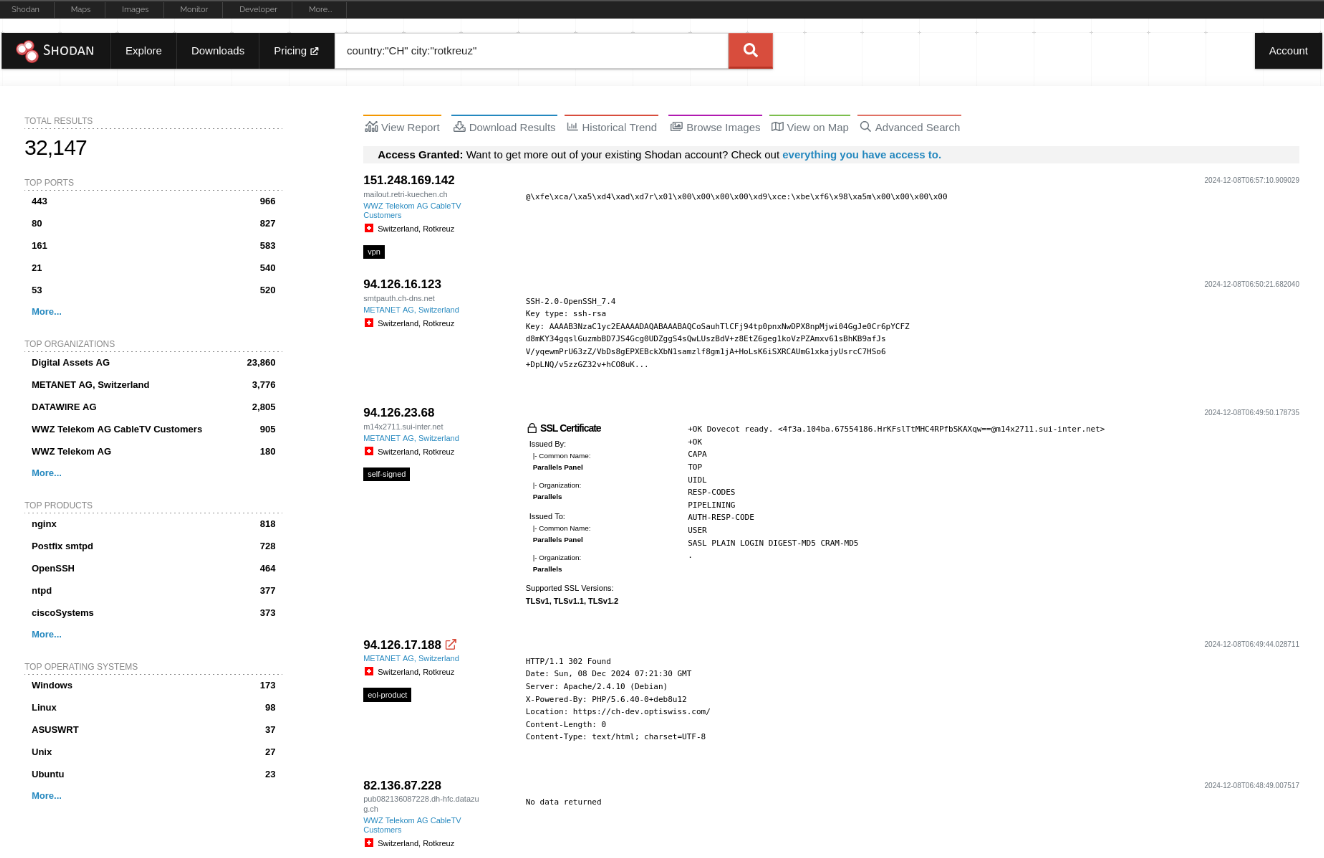 Shodan Maps Images Monitor Developer More...
SHODAN Explore Downloads Pricing country:"CH" city:"rotkreuz" Account
TOTAL RESULTS
32,147
TOP PORTS
443 966
80 827
161 583
21 540
53 520
More...
TOP ORGANIZATIONS
Digital Assets AG 23,860
METANET AG, Switzerland 3,776
DATAWIRE AG 2,805
WWZ Telekom AG CableTV Customers 905
WWZ Telekom AG 180
More...
TOP PRODUCTS
nginx 818
Postfix smtpd 728
OpenSSH 464
ntpd 377
ciscoSystems 373
More...
TOP OPERATING SYSTEMS
Windows 173
Linux 98
ASUSWRT 37
Unix 27
Ubuntu 23
More...
View Report Download Results Historical Trend Browse Images View on Map Advanced Search
Access Granted: Want to get more out of your existing Shodan account? Check out everything you have access to.
151.248.169.142
mailout.retri-kuechen.ch
WWZ Telekom AG CableTV
Customers
Switzerland, Rotkreuz
vpn
2024-12-08T06:57:10.909029
@\xfe\xca/\xa5\xd4\xad\xd7r\x01\x00\x00\x00\x00\xd9\xce:\xbe\xf6\x98\xa5m\x00\x00\x00\x00
94.126.16.123
smtpauth.ch-dns.net
METANET AG, Switzerland
Switzerland, Rotkreuz
2024-12-08T06:50:21.682040
SSH-2.0-OpenSSH_7.4
Key type: ssh-rsa
Key: AAAAB3NzaC1yc2EAAAADAQABAAABAQCoSauhTlCFj94tp0pnxNwDPX8npMjwi04GgJe0Cr6pYCFZ
d8mKY34gqslGuzmbBD7JS4Gcg0UDZggS4sQwLUszBdV+z8EtZ6geg1koVzPZAmxv61sBhKB9afJs
V/yqewmPrU63zZ/VbDs8gEPXEBckXbN1samzlf8gm1jA+HoLsK6iSXRCAUmG1xkajyUsrcC7HSo6
+DpLNQ/v5zzGZ32v+hCO8uK...
94.126.23.68
m14x2711.sui-inter.net
METANET AG, Switzerland
Switzerland, Rotkreuz
self-signed
2024-12-08T06:49:50.178735
SSL Certificate
Issued By:
|- Common Name:
Parallels Panel
|- Organization:
Parallels
Issued To:
|- Common Name:
Parallels Panel
|- Organization:
Parallels
Supported SSL Versions:
TLSv1, TLSv1.1, TLSv1.2
+OK Dovecot ready. <4f3a.104ba.67554186.HrKFslTtMHC4RPfbSKAXqw==@m14x2711.sui-inter.net>
+OK
CAPA
TOP
UIDL
RESP-CODES
PIPELINING
AUTH-RESP-CODE
USER
SASL PLAIN LOGIN DIGEST-MD5 CRAM-MD5
.
94.126.17.188
METANET AG, Switzerland
Switzerland, Rotkreuz
eol-product
2024-12-08T06:49:44.028711
HTTP/1.1 302 Found
Date: Sun, 08 Dec 2024 07:21:30 GMT
Server: Apache/2.4.10 (Debian)
X-Powered-By: PHP/5.6.40-0+deb8u12
Location: https://ch-dev.optiswiss.com/
Content-Length: 0
Content-Type: text/html; charset=UTF-8
82.136.87.228
pub082136087228.dh-hfc.datazu
g.ch
WWZ Telekom AG CableTV
Customers
Switzerland, Rotkreuz
2024-12-08T06:48:49.007517
No data returned